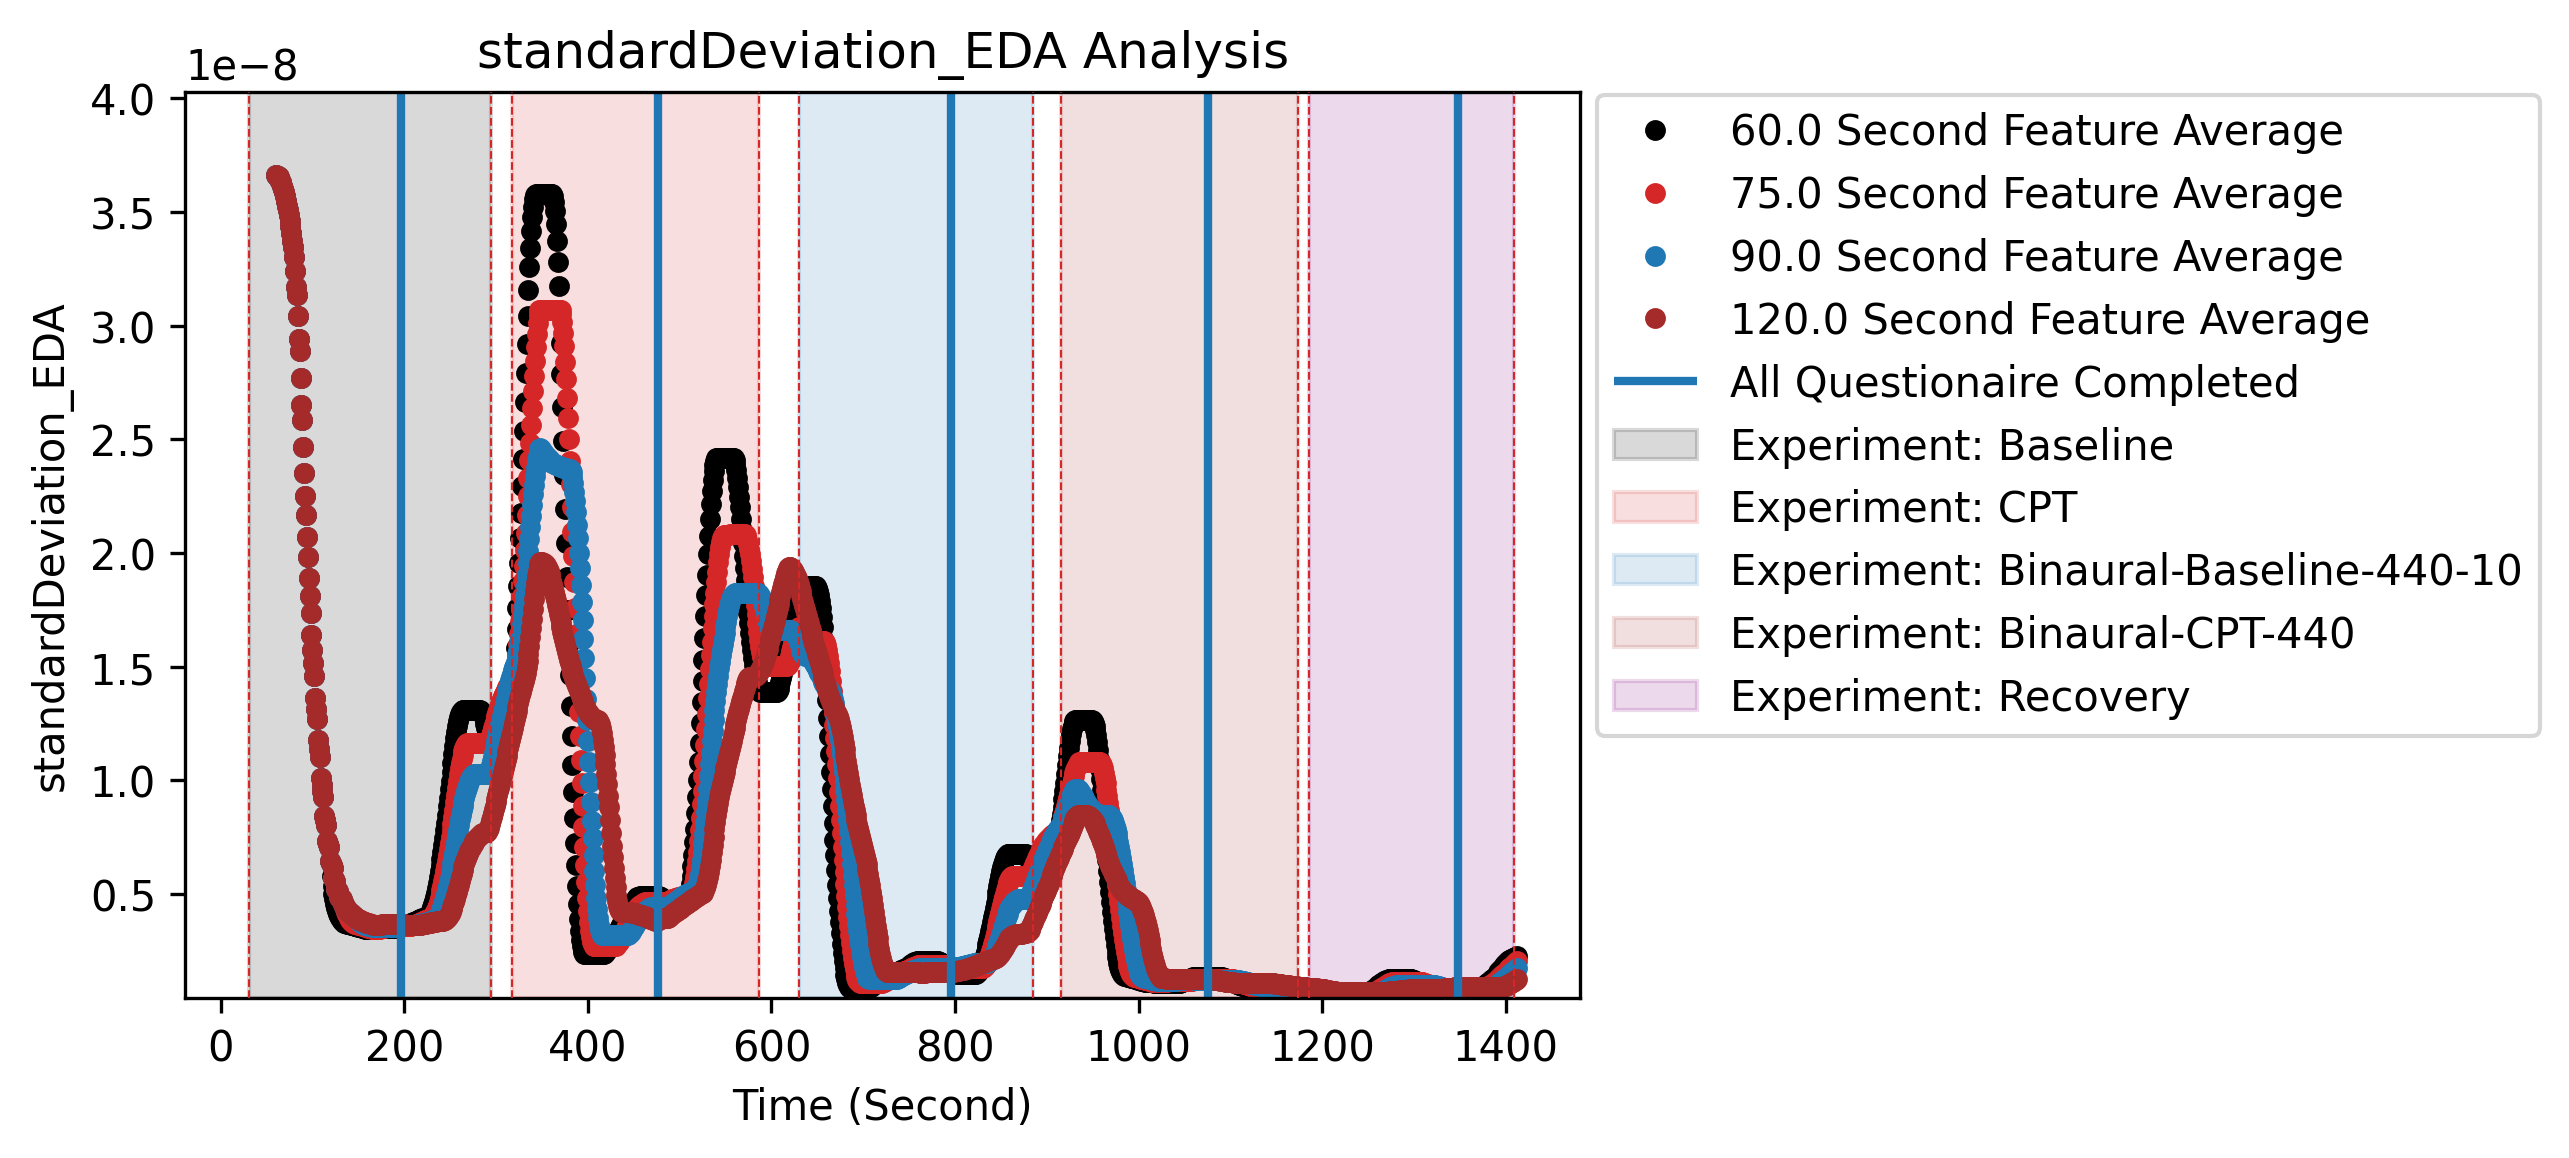 standardDeviation_EDA Analysis
1e−8
4.0
3.5
3.0
2.5
2.0
1.5
1.0
0.5
standardDeviation_EDA
0 200 400 600 800 1000 1200 1400
Time (Second)
60.0 Second Feature Average
75.0 Second Feature Average
90.0 Second Feature Average
120.0 Second Feature Average
All Questionaire Completed
Experiment: Baseline
Experiment: CPT
Experiment: Binaural-Baseline-440-10
Experiment: Binaural-CPT-440
Experiment: Recovery